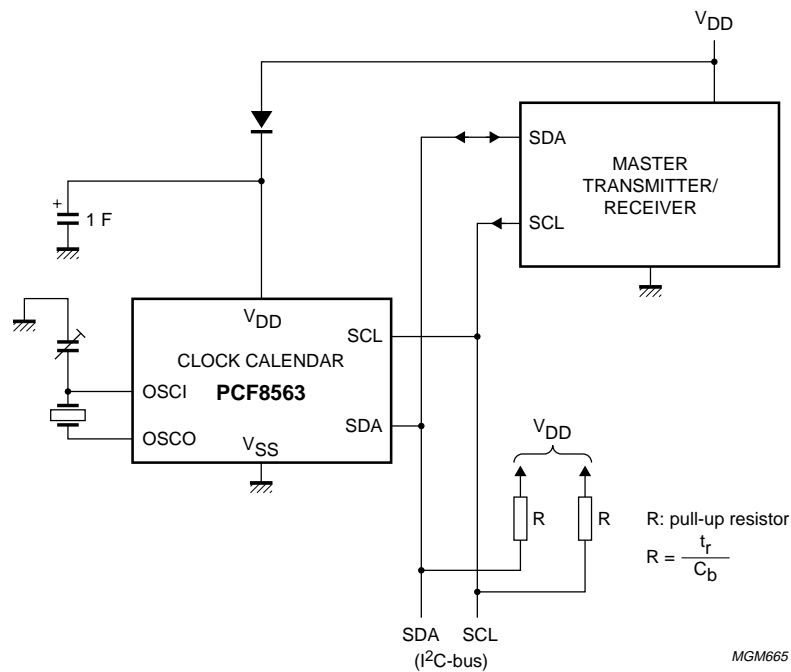 VDD
SDA
MASTER
TRANSMITTER/
RECEIVER
SCL
+
1 F
VDD
SCL
CLOCK CALENDAR
PCF8563
OSCI
OSCO
SDA
VSS
VDD
R
R
R: pull-up resistor
R = tr / Cb
SDA SCL
(I²C-bus)
MGM665